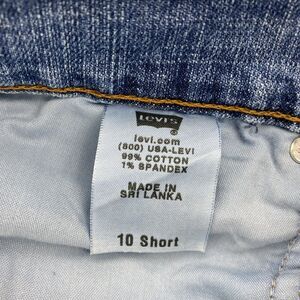 Levi's
levi.com
(800) USA-LEVI
99% COTTON
1% SPANDEX
MADE IN
SRI LANKA
10 Short